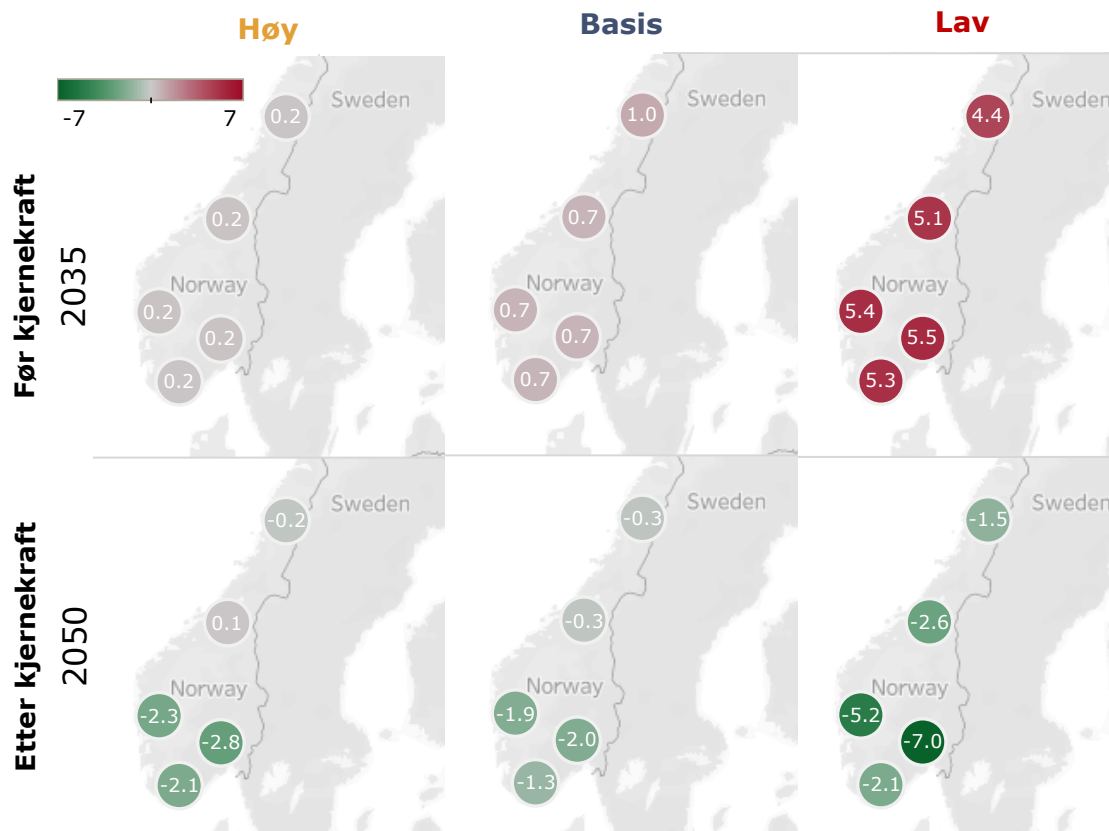 Høy Basis Lav
-7 7
Før kjernekraft
2035
Sweden
0.2
0.2
Norway
0.2
0.2
0.2
Sweden
1.0
0.7
Norway
0.7
0.7
0.7
Sweden
4.4
5.1
Norway
5.4
5.5
5.3
Etter kjernekraft
2050
Sweden
-0.2
0.1
Norway
-2.3
-2.8
-2.1
Sweden
-0.3
-0.3
Norway
-1.9
-2.0
-1.3
Sweden
-1.5
-2.6
Norway
-5.2
-7.0
-2.1